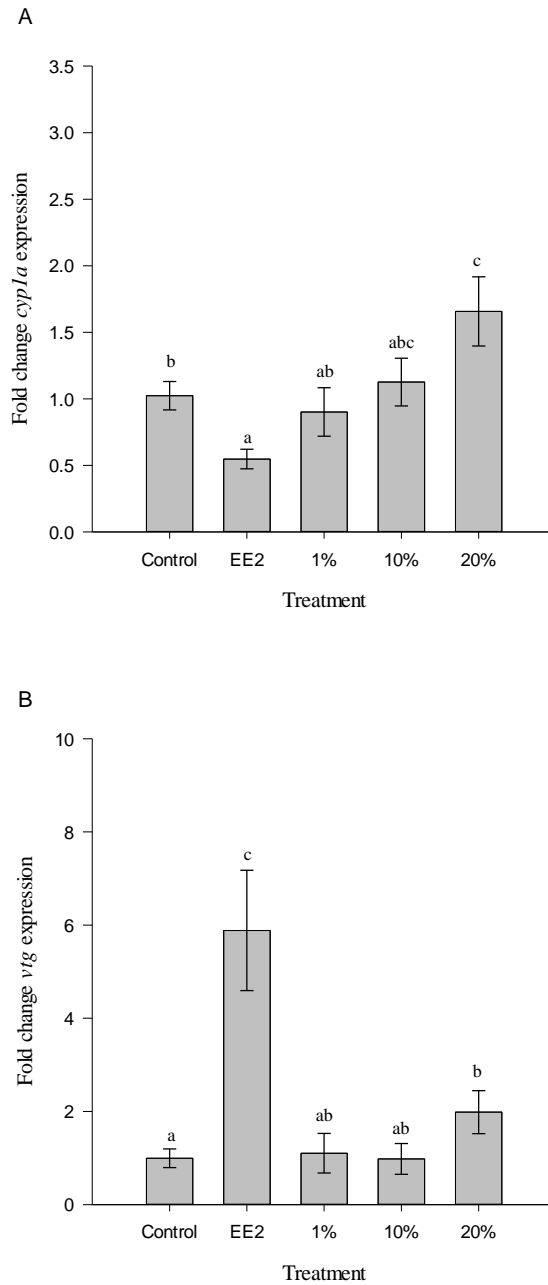 A
3.5
3.0
2.5
2.0
1.5
1.0
0.5
0.0
Fold change cyp1a expression
b
a
ab
abc
c
Control EE2 1% 10% 20%
Treatment
B
10
8
6
4
2
0
Fold change vtg expression
a
c
ab
ab
b
Control EE2 1% 10% 20%
Treatment